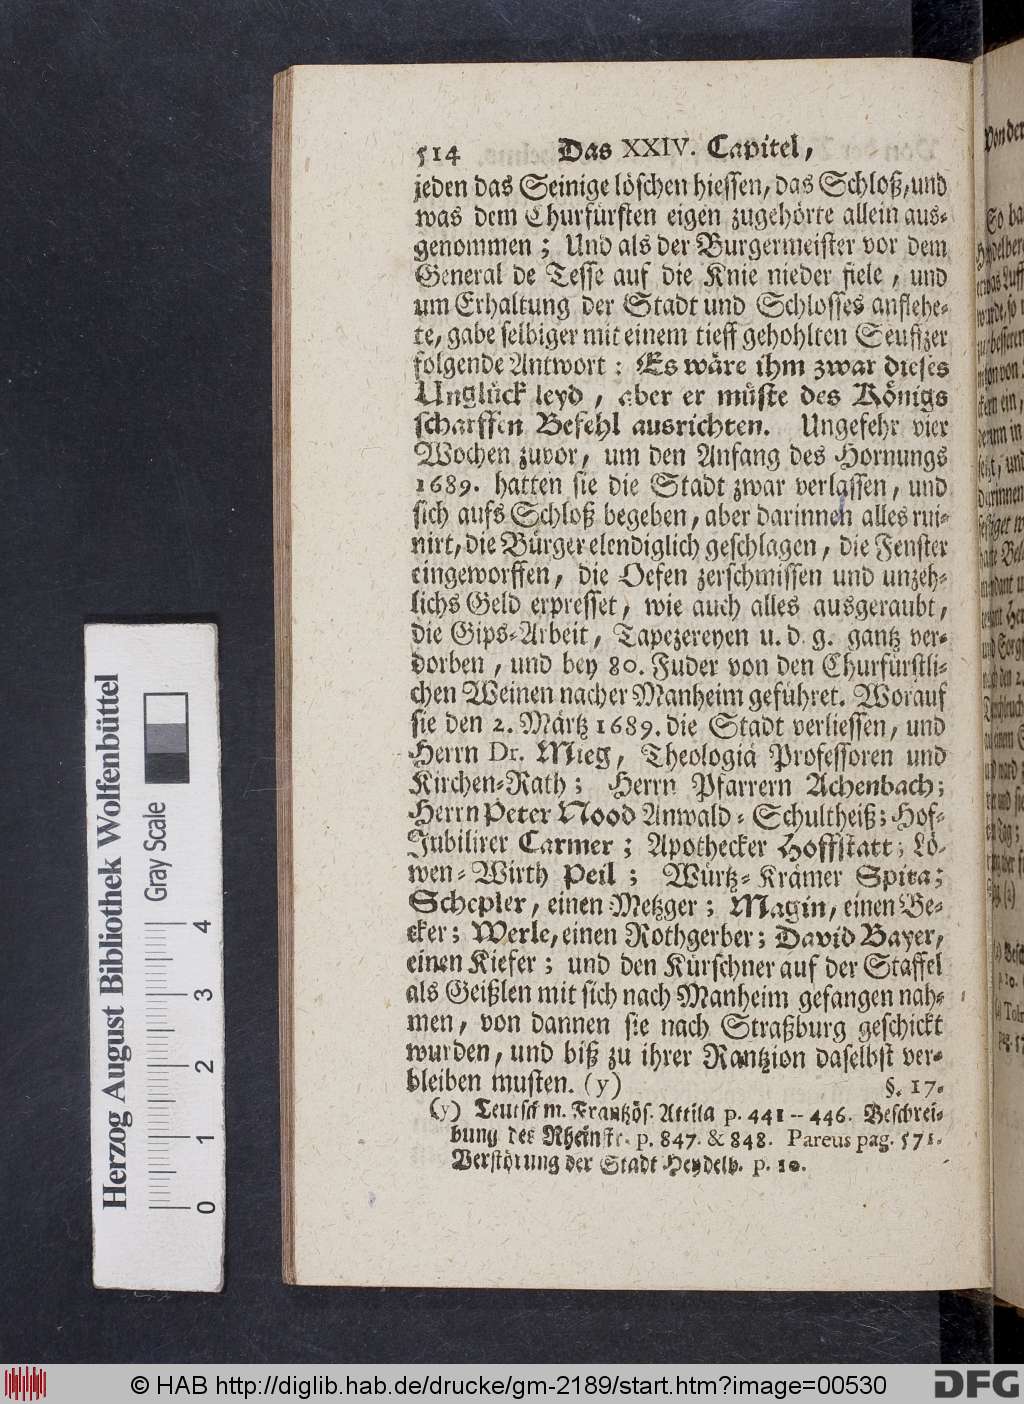 514 Das XXIV. Capitel,
jeden das Seinige löschen hiessen, das Schloß, und
was dem Churfürsten eigen zugehörte allein aus-
genommen; Und als der Burgermeister vor dem
General de Tesse auf die Knie nieder fiele, und
um Erhaltung der Stadt und Schlosses anflehe-
te, gabe selbiger mit einem tieff gehohlten Seufzer
folgende Antwort: Es wäre ihm zwar dieses
Unglück leyd, aber er müste des Königs
scharffen Befehl ausrichten. Ungefehr vier
Wochen zuvor, um den Anfang des Hornungs
1689. hatten sie die Stadt zwar verlassen, und
sich aufs Schloß begeben, aber darinnen alles rui-
nirt, die Bürger elendiglich geschlagen, die Fenster
eingeworffen, die Oefen zerschmissen und unzeh-
lichs Geld erpresset, wie auch alles ausgeraubt,
die Gips-Arbeit, Tapezereyen u. d. g. gantz ver-
dorben, und bey 80. Fuder von den Churfürstli-
chen Weinen nacher Manheim geführet. Worauf
sie den 2. Märtz 1689. die Stadt verliessen, und
Herrn Dr. Mieg, Theologiä Professoren und
Kirchen-Rath; Herrn Pfarrern Achenbach;
Herrn Peter Nood Anwald-Schultheiß; Hof-
Jubilirer Carmer; Apothecker Hoffstatt; Lö-
wen-Wirth Peil; Würtz-Krämer Spita;
Schepler, einen Metzger; Magin, einen Be-
cker; Werle, einen Rothgerber; David Bayer,
einen Kiefer; und den Kürschner auf der Staffel
als Geißlen mit sich nach Manheim gefangen nah-
men, von dannen sie nach Straßburg geschickt
wurden, und biß zu ihrer Rantzion daselbst ver-
bleiben musten. (y) §. 17.
(y) Teutsch m. Frantzös. Attila p. 441 -- 446. Beschrei-
bung des Rheinstr. p. 847. & 848. Pareus pag. 571.
Verstörung der Stadt Heydelb. p. 10.
Herzog August Bibliothek Wolfenbüttel
Gray Scale
0 1 2 3 4
© HAB http://diglib.hab.de/drucke/gm-2189/start.htm?image=00530
DFG